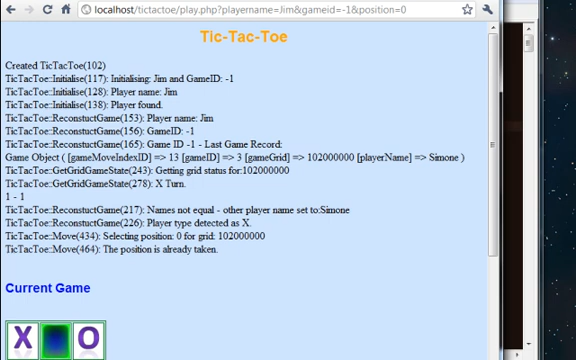 localhost/tictactoe/play.php?playername=Jim&gameid=-1&position=0
Tic-Tac-Toe
Created TicTacToe(102)
TicTacToe::Initialise(117): Initialising: Jim and GameID: -1
TicTacToe::Initialise(128): Player name: Jim
TicTacToe::Initialise(138): Player found.
TicTacToe::ReconstuctGame(153): Player name: Jim
TicTacToe::ReconstuctGame(156): GameID: -1
TicTacToe::ReconstuctGame(165): Game ID -1 - Last Game Record:
Game Object ( [gameMoveIndexID] => 13 [gameID] => 3 [gameGrid] => 102000000 [playerName] => Simone )
TicTacToe::GetGridGameState(243): Getting grid status for:102000000
TicTacToe::GetGridGameState(278): X Turn.
1 - 1
TicTacToe::ReconstuctGame(217): Names not equal - other player name set to:Simone
TicTacToe::ReconstuctGame(226): Player type detected as X.
TicTacToe::Move(434): Selecting position: 0 for grid: 102000000
TicTacToe::Move(464): The position is already taken.
Current Game
X O